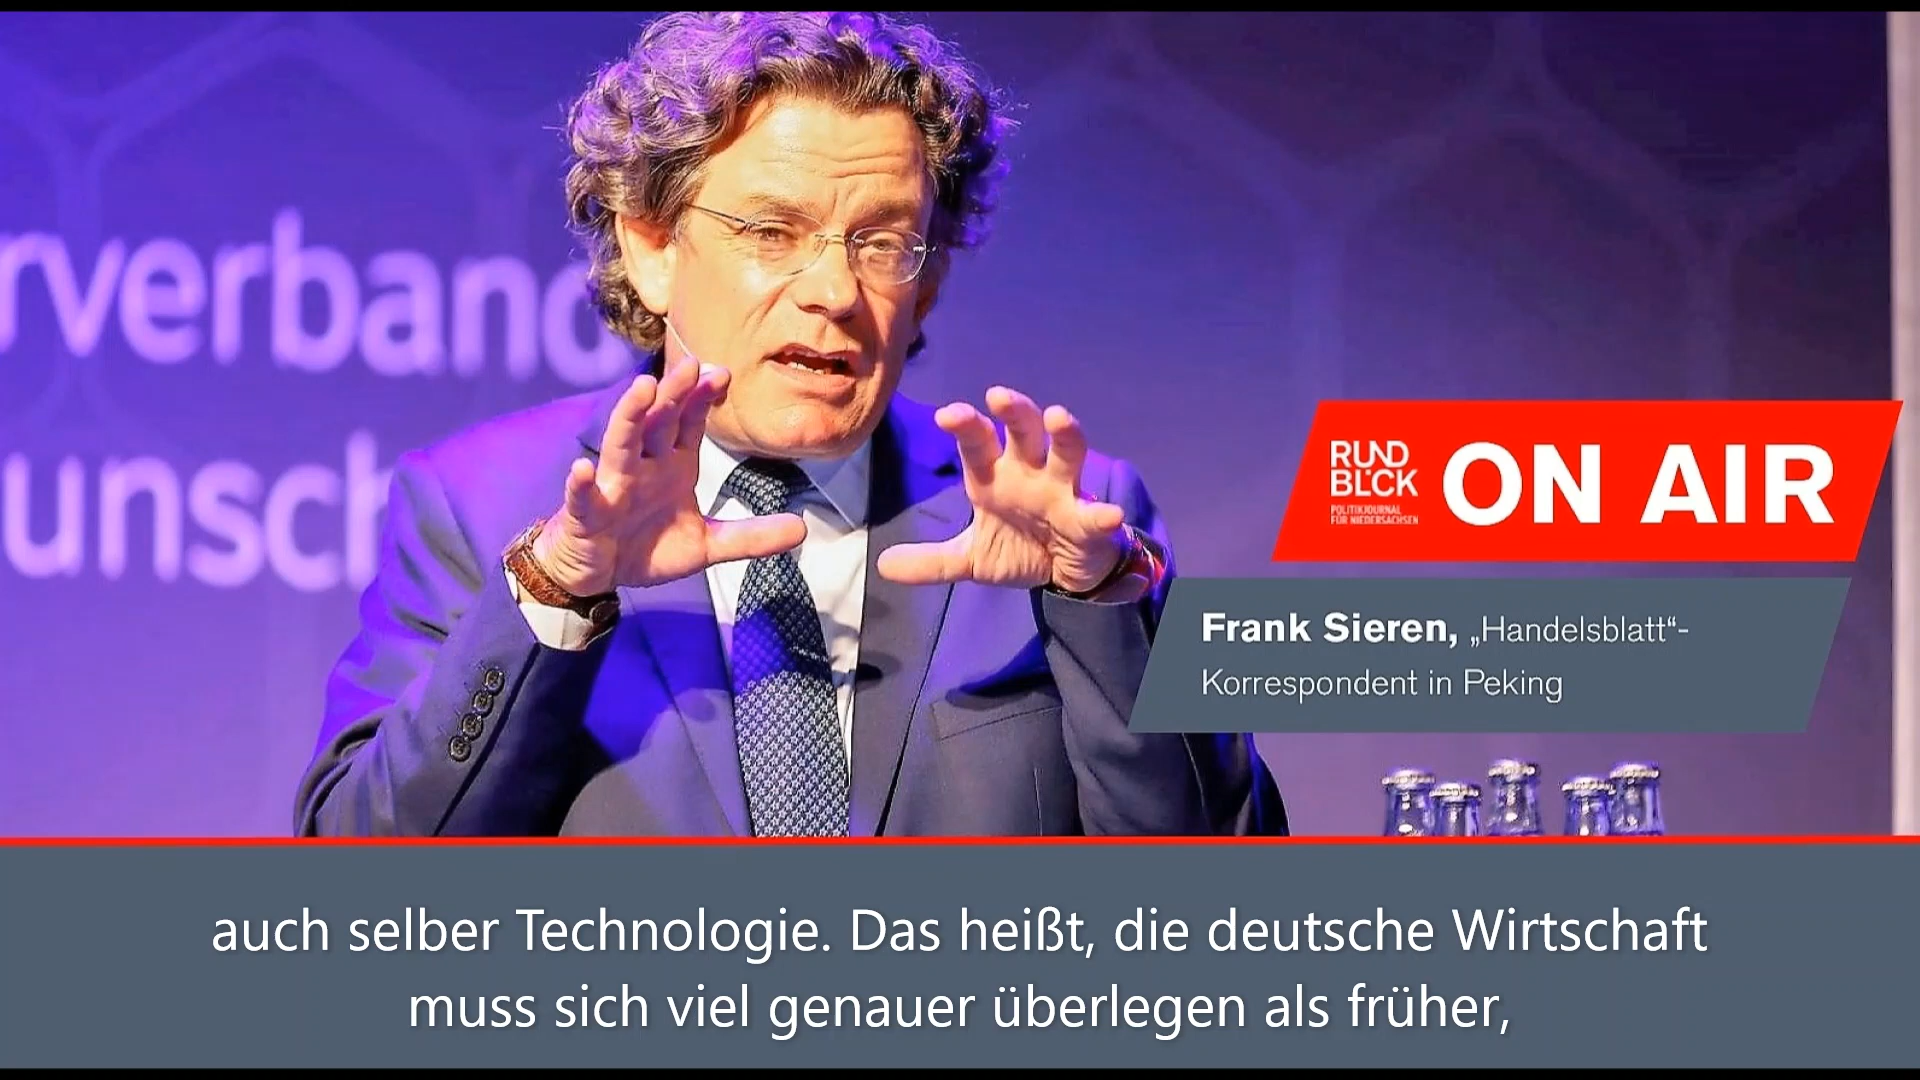 rverband
unsch
RUND
BLICK
POLITIKJOURNAL
FÜR NIEDERSACHSEN
ON AIR
Frank Sieren, „Handelsblatt“-
Korrespondent in Peking
auch selber Technologie. Das heißt, die deutsche Wirtschaft
muss sich viel genauer überlegen als früher,